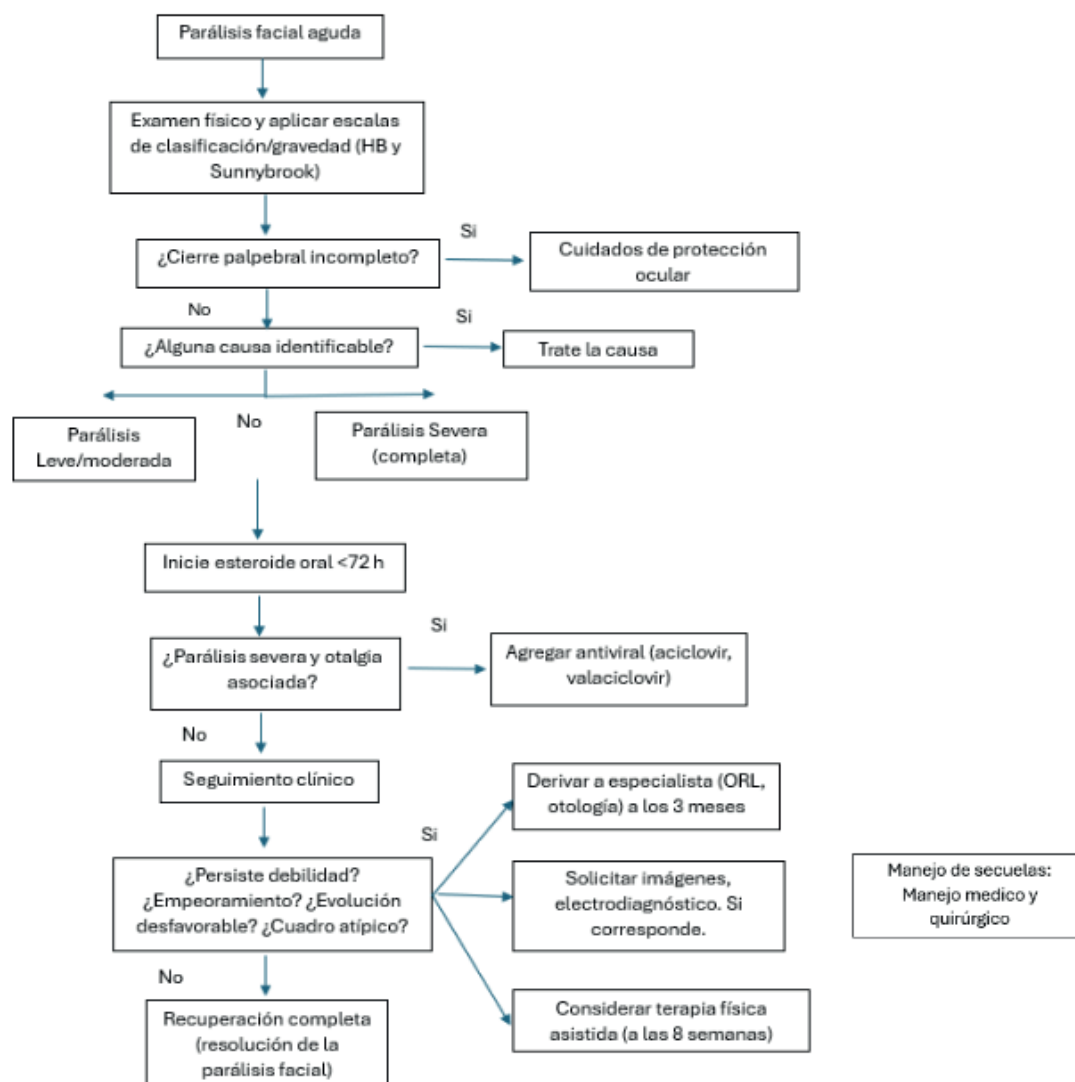 Parálisis facial aguda
Examen físico y aplicar escalas
de clasificación/gravedad (HB y
Sunnybrook)
Si
¿Cierre palpebral incompleto?
Cuidados de protección
ocular
No
Si
¿Alguna causa identificable?
Trate la causa
No
Parálisis
Leve/moderada
Parálisis Severa
(completa)
Inicie esteroide oral <72 h
Si
¿Parálisis severa y otalgia
asociada?
Agregar antiviral (aciclovir,
valaciclovir)
No
Seguimiento clínico
Derivar a especialista (ORL,
otología) a los 3 meses
Si
¿Persiste debilidad?
¿Empeoramiento? ¿Evolución
desfavorable? ¿Cuadro atípico?
Solicitar imágenes,
electrodiagnóstico. Si
corresponde.
Manejo de secuelas:
Manejo medico y
quirúrgico
No
Considerar terapia física
asistida (a las 8 semanas)
Recuperación completa
(resolución de la
parálisis facial)